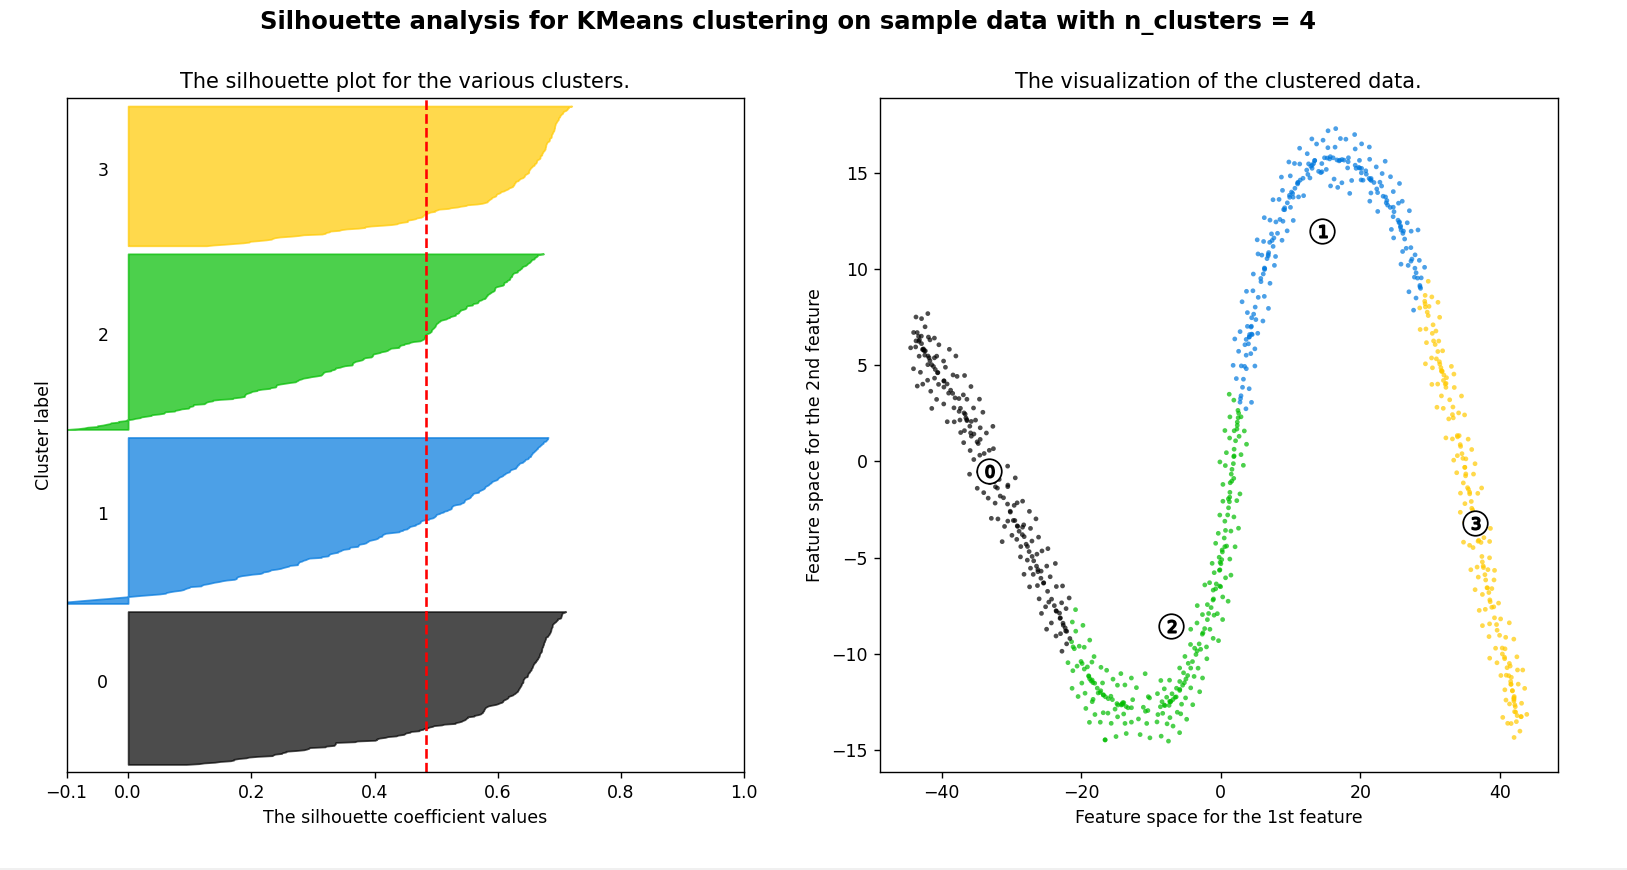 Silhouette analysis for KMeans clustering on sample data with n_clusters = 4
The silhouette plot for the various clusters.
3
2
1
0
Cluster label
−0.1 0.0 0.2 0.4 0.6 0.8 1.0
The silhouette coefficient values
The visualization of the clustered data.
15
10
5
0
−5
−10
−15
Feature space for the 2nd feature
1
0
3
2
−40 −20 0 20 40
Feature space for the 1st feature